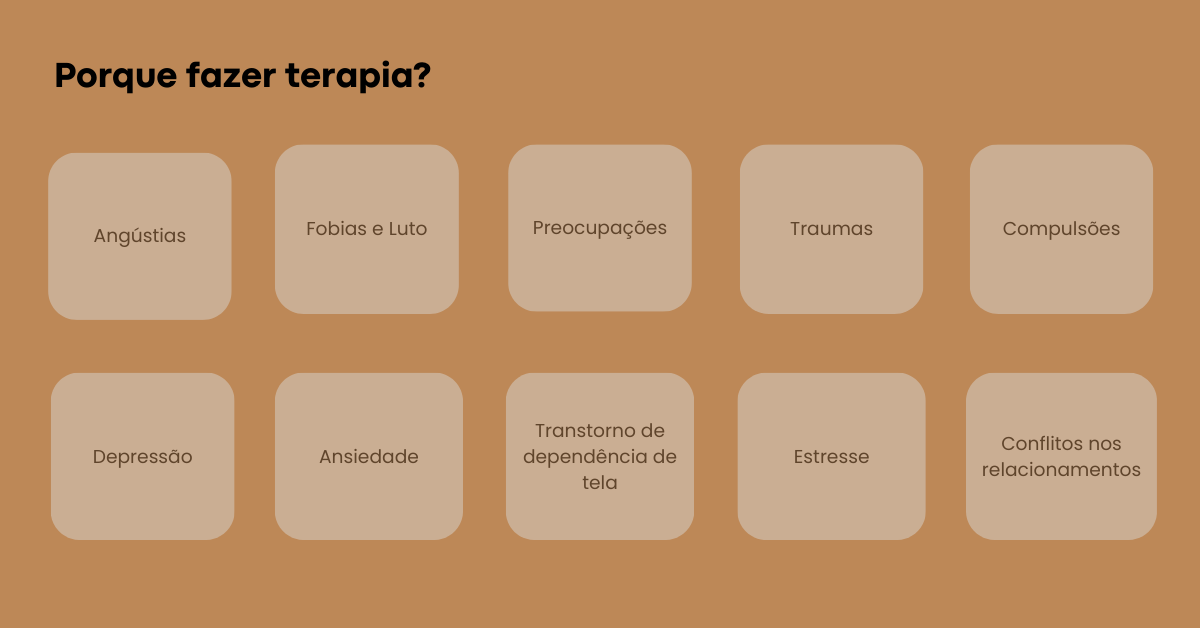 Porque fazer terapia?
Angústias
Fobias e Luto
Preocupações
Traumas
Compulsões
Depressão
Ansiedade
Transtorno de
dependência de
tela
Estresse
Conflitos nos
relacionamentos